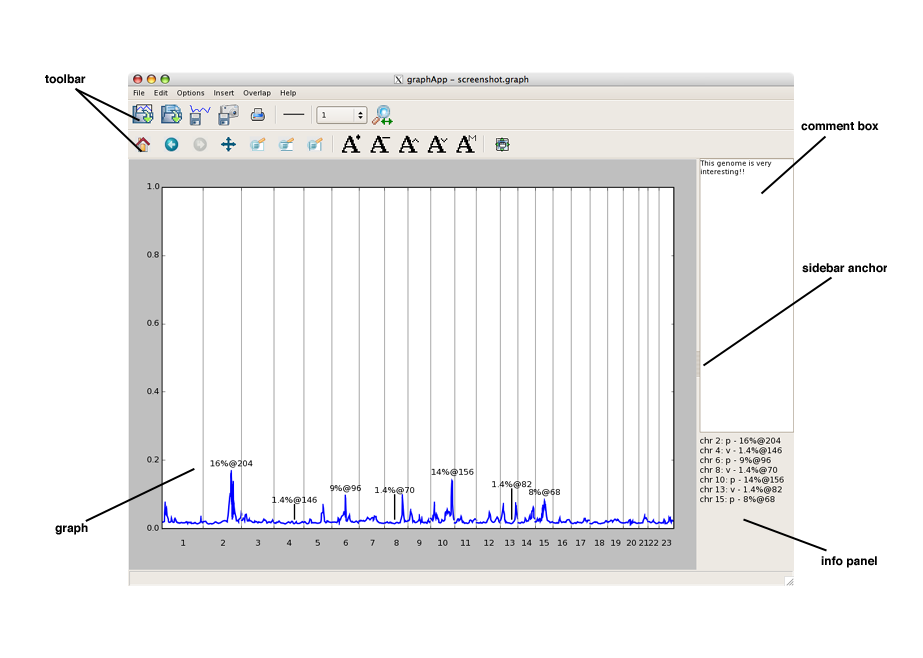 toolbar
graphApp – screenshot.graph
File Edit Options Insert Overlap Help
1
A+ A– A^ Av AM
comment box
This genome is very
interesting!!
1.0
0.8
sidebar anchor
0.6
0.4
0.2
16%@204
1.4%@146
9%@96
1.4%@70
14%@156
1.4%@82
8%@68
0.0
1 2 3 4 5 6 7 8 9 10 11 12 13 14 15 16 17 18 19 20 21 22 23
chr 2: p - 16%@204
chr 4: v - 1.4%@146
chr 6: p - 9%@96
chr 8: v - 1.4%@70
chr 10: p - 14%@156
chr 13: v - 1.4%@82
chr 15: p - 8%@68
graph
info panel